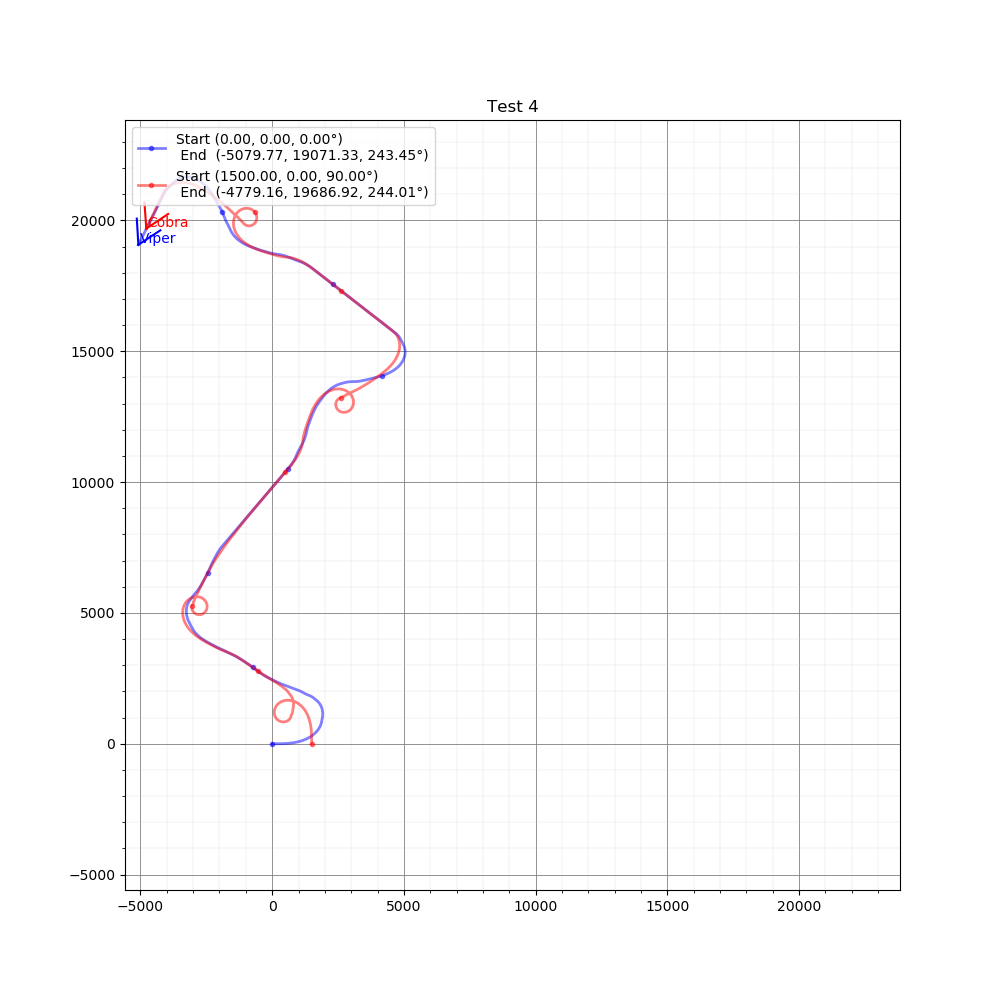 Test 4
Start (0.00, 0.00, 0.00°)
End  (-5079.77, 19071.33, 243.45°)
Start (1500.00, 0.00, 90.00°)
End  (-4779.16, 19686.92, 244.01°)
Cobra
Viper
20000
15000
10000
5000
0
−5000
−5000
0
5000
10000
15000
20000